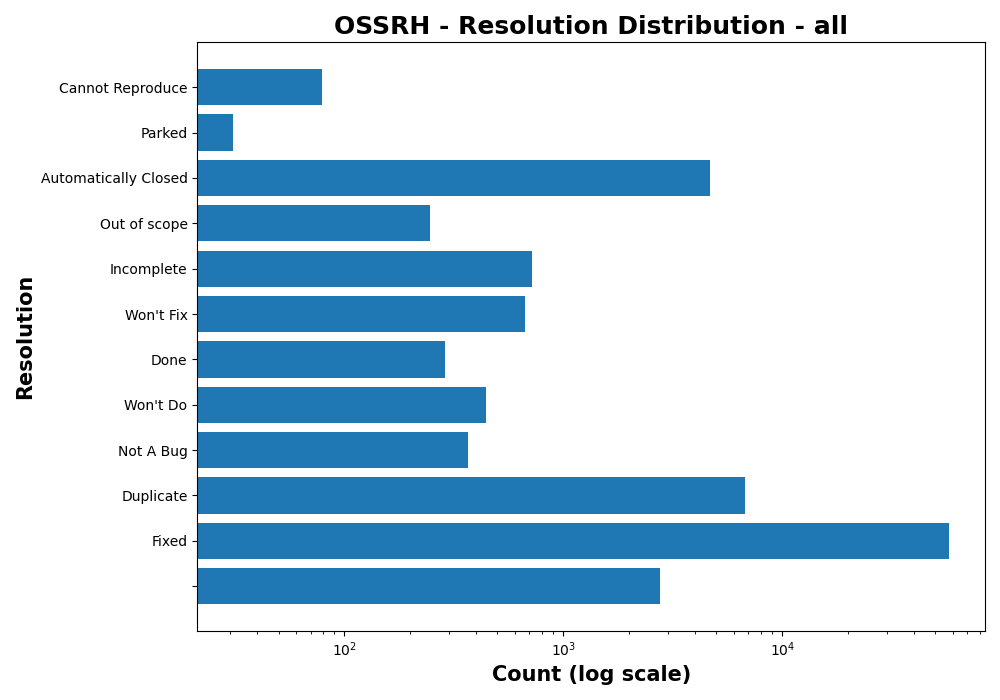 OSSRH - Resolution Distribution - all
Cannot Reproduce
Parked
Automatically Closed
Out of scope
Incomplete
Won't Fix
Done
Won't Do
Not A Bug
Duplicate
Fixed
Resolution
10²
10³
10⁴
Count (log scale)